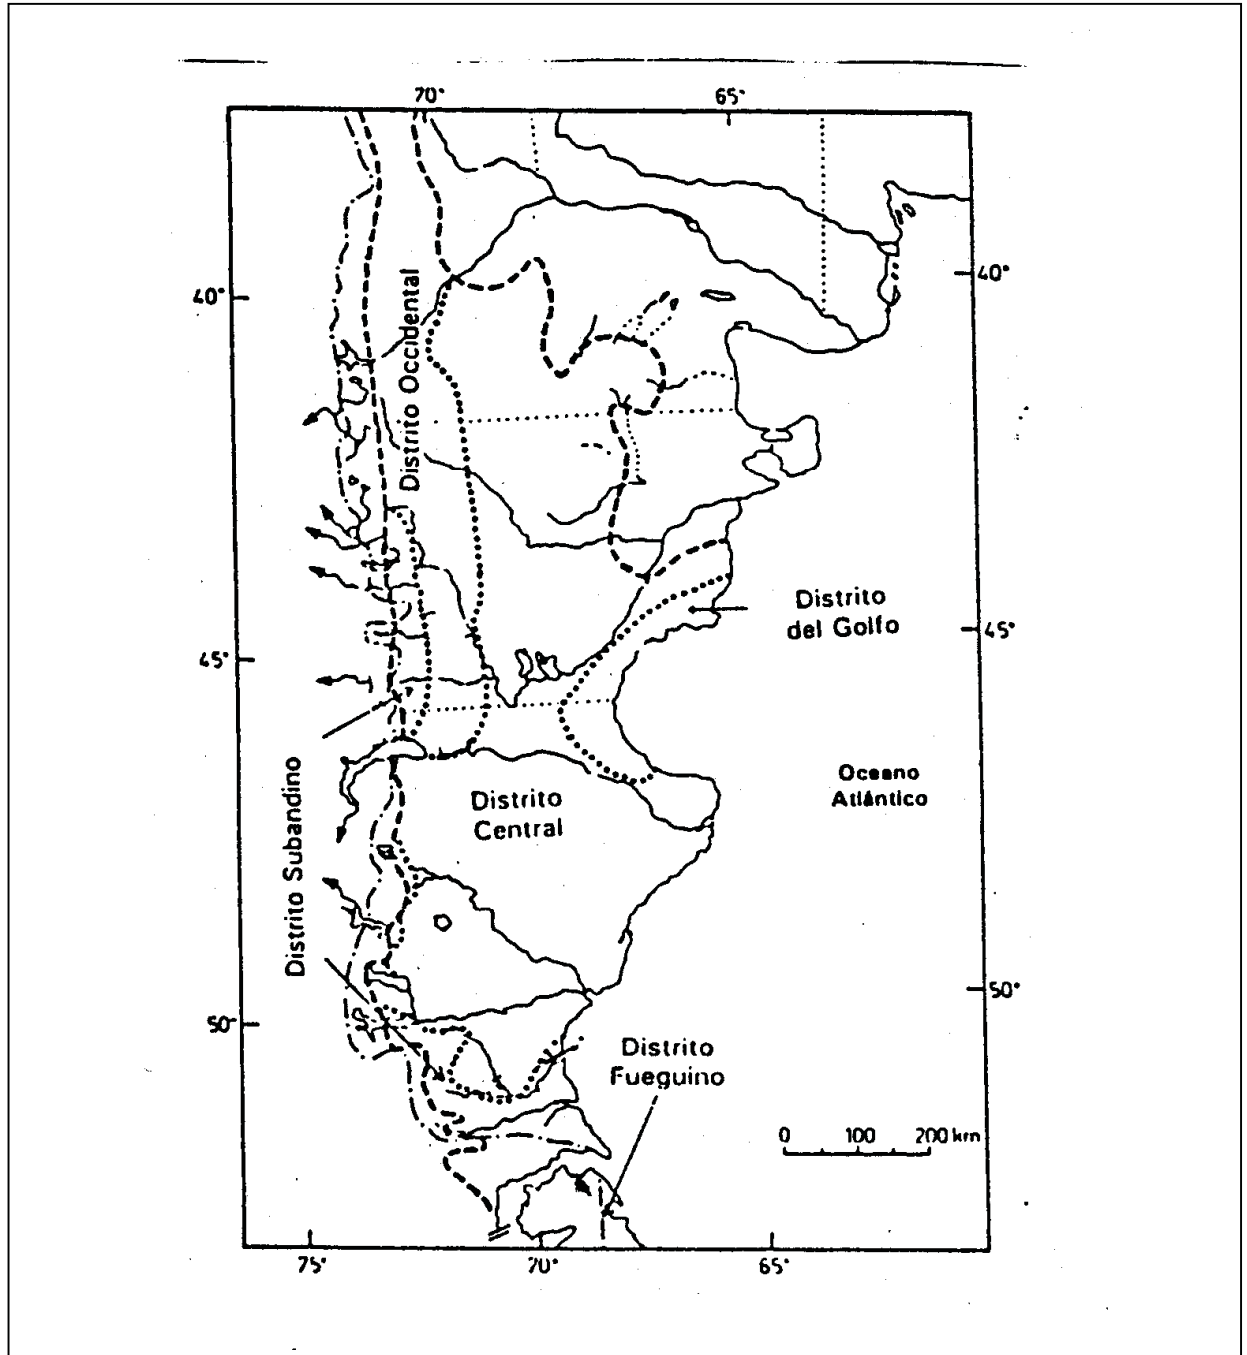 70°
65°
40°
40°
Distrito Occidental
Distrito
del Golfo
45°
45°
Oceano
Atlántico
Distrito
Central
Distrito Subandino
50°
50°
Distrito
Fueguino
0 100 200 km
75°
70°
65°